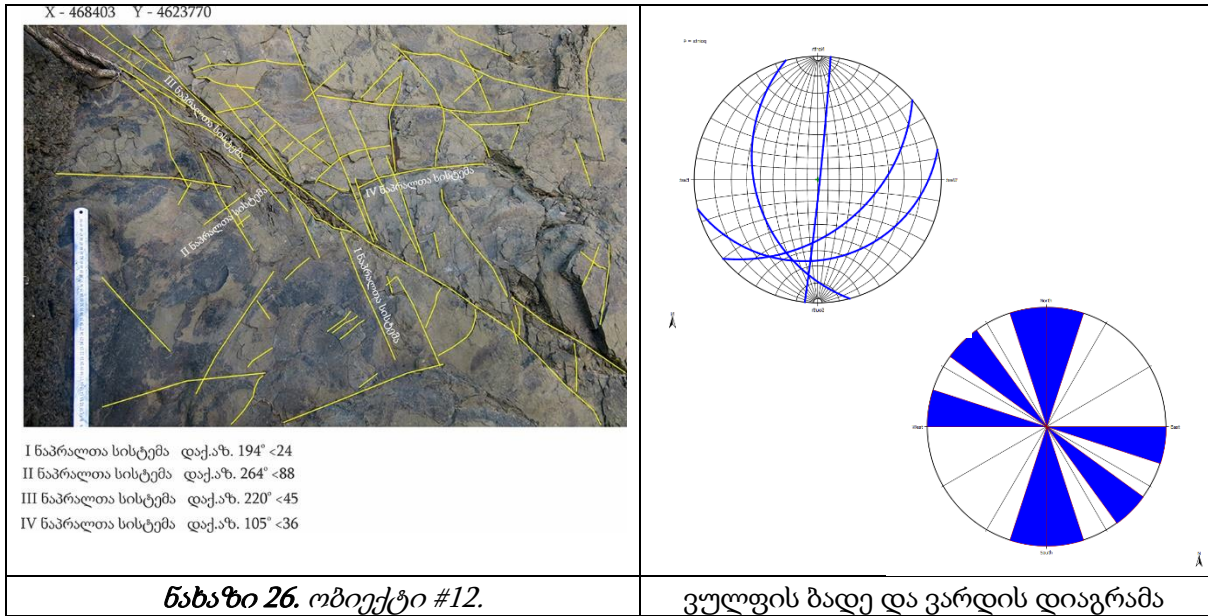 X - 468403 Y - 4623770
III ნაპრალთა სისტემა
II ნაპრალთა სისტემა
IV ნაპრალთა სისტემა
I ნაპრალთა სისტემა
I ნაპრალთა სისტემა დაქ.აზ. 194° <24
II ნაპრალთა სისტემა დაქ.აზ. 264° <88
III ნაპრალთა სისტემა დაქ.აზ. 220° <45
IV ნაპრალთა სისტემა დაქ.აზ. 105° <36
North
South
North
West
East
South
N
N
ნახაზი 26. ობიექტი #12.
ვულფის ბადე და ვარდის დიაგრამა